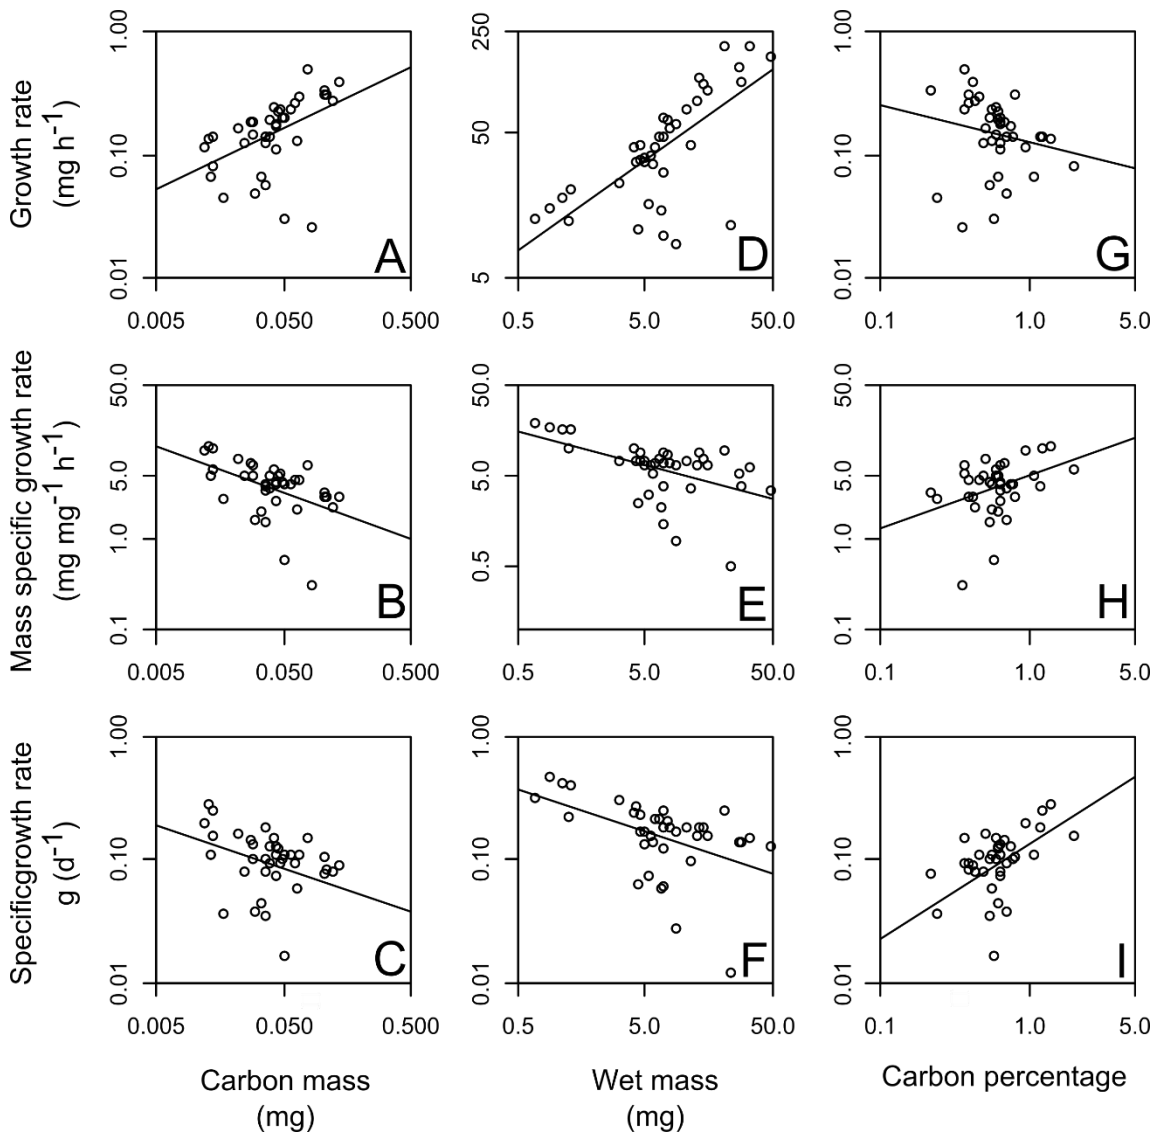 Growth rate
(mg h⁻¹)
1.00
0.10
0.01
A
0.005
0.050
0.500
250
50
5
D
0.5
5.0
50.0
1.00
0.10
0.01
G
0.1
1.0
5.0
Mass specific growth rate
(mg mg⁻¹ h⁻¹)
50.0
5.0
1.0
0.1
B
0.005
0.050
0.500
50.0
5.0
0.5
E
0.5
5.0
50.0
50.0
5.0
1.0
0.1
H
0.1
1.0
5.0
Specificgrowth rate
g (d⁻¹)
1.00
0.10
0.01
C
0.005
0.050
0.500
1.00
0.10
0.01
F
0.5
5.0
50.0
1.00
0.10
0.01
I
0.1
1.0
5.0
Carbon mass
(mg)
Wet mass
(mg)
Carbon percentage